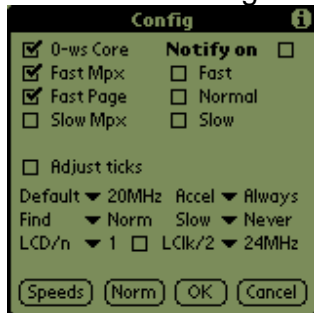 Config i
0-ws Core Notify on
Fast Mpx Fast
Fast Page Normal
Slow Mpx Slow
Adjust ticks
Default 20MHz Accel Always
Find Norm Slow Never
LCD/n 1 LClk/2 24MHz
Speeds Norm OK Cancel